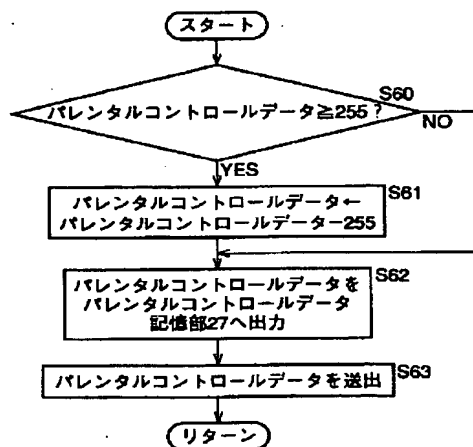 スタート
S60
パレンタルコントロールデータ≧255?
NO
YES
S61
パレンタルコントロールデータ←
パレンタルコントロールデーター255
S62
パレンタルコントロールデータを
パレンタルコントロールデータ
記憶部27へ出力
S63
パレンタルコントロールデータを送出
リターン